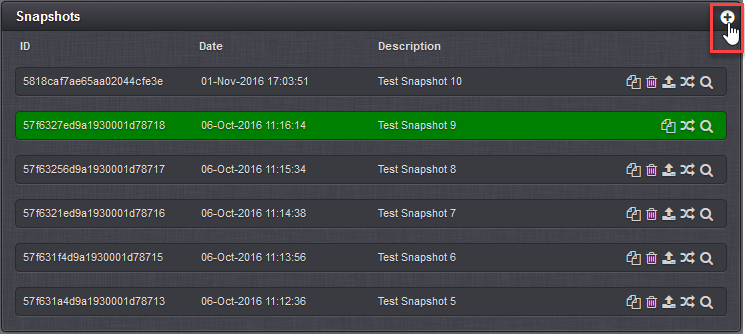 Snapshots
ID Date Description
5818caf7ae65aa02044cfe3e 01-Nov-2016 17:03:51 Test Snapshot 10
57f6327ed9a1930001d78718 06-Oct-2016 11:16:14 Test Snapshot 9
57f63256d9a1930001d78717 06-Oct-2016 11:15:34 Test Snapshot 8
57f6321ed9a1930001d78716 06-Oct-2016 11:14:38 Test Snapshot 7
57f631f4d9a1930001d78715 06-Oct-2016 11:13:56 Test Snapshot 6
57f631a4d9a1930001d78713 06-Oct-2016 11:12:36 Test Snapshot 5